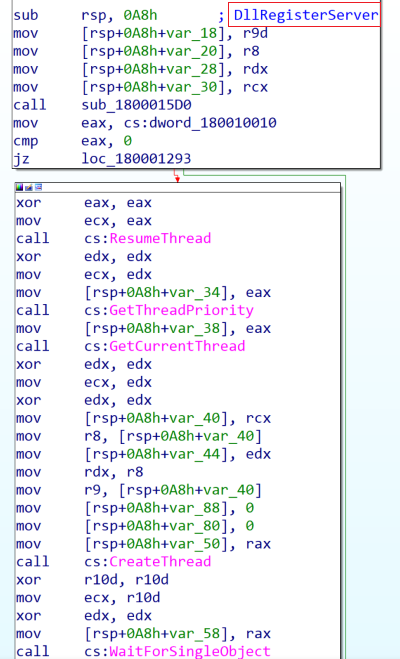 sub rsp, 0A8h ; DllRegisterServer
mov [rsp+0A8h+var_18], r9d
mov [rsp+0A8h+var_20], r8
mov [rsp+0A8h+var_28], rdx
mov [rsp+0A8h+var_30], rcx
call sub_1800015D0
mov eax, cs:dword_180010010
cmp eax, 0
jz loc_180001293
xor eax, eax
mov ecx, eax
call cs:ResumeThread
xor edx, edx
mov ecx, edx
mov [rsp+0A8h+var_34], eax
call cs:GetThreadPriority
mov [rsp+0A8h+var_38], eax
call cs:GetCurrentThread
xor edx, edx
mov ecx, edx
xor edx, edx
mov [rsp+0A8h+var_40], rcx
mov r8, [rsp+0A8h+var_40]
mov [rsp+0A8h+var_44], edx
mov rdx, r8
mov r9, [rsp+0A8h+var_40]
mov [rsp+0A8h+var_88], 0
mov [rsp+0A8h+var_80], 0
mov [rsp+0A8h+var_50], rax
call cs:CreateThread
xor r10d, r10d
mov ecx, r10d
xor edx, edx
mov [rsp+0A8h+var_58], rax
call cs:WaitForSingleObject